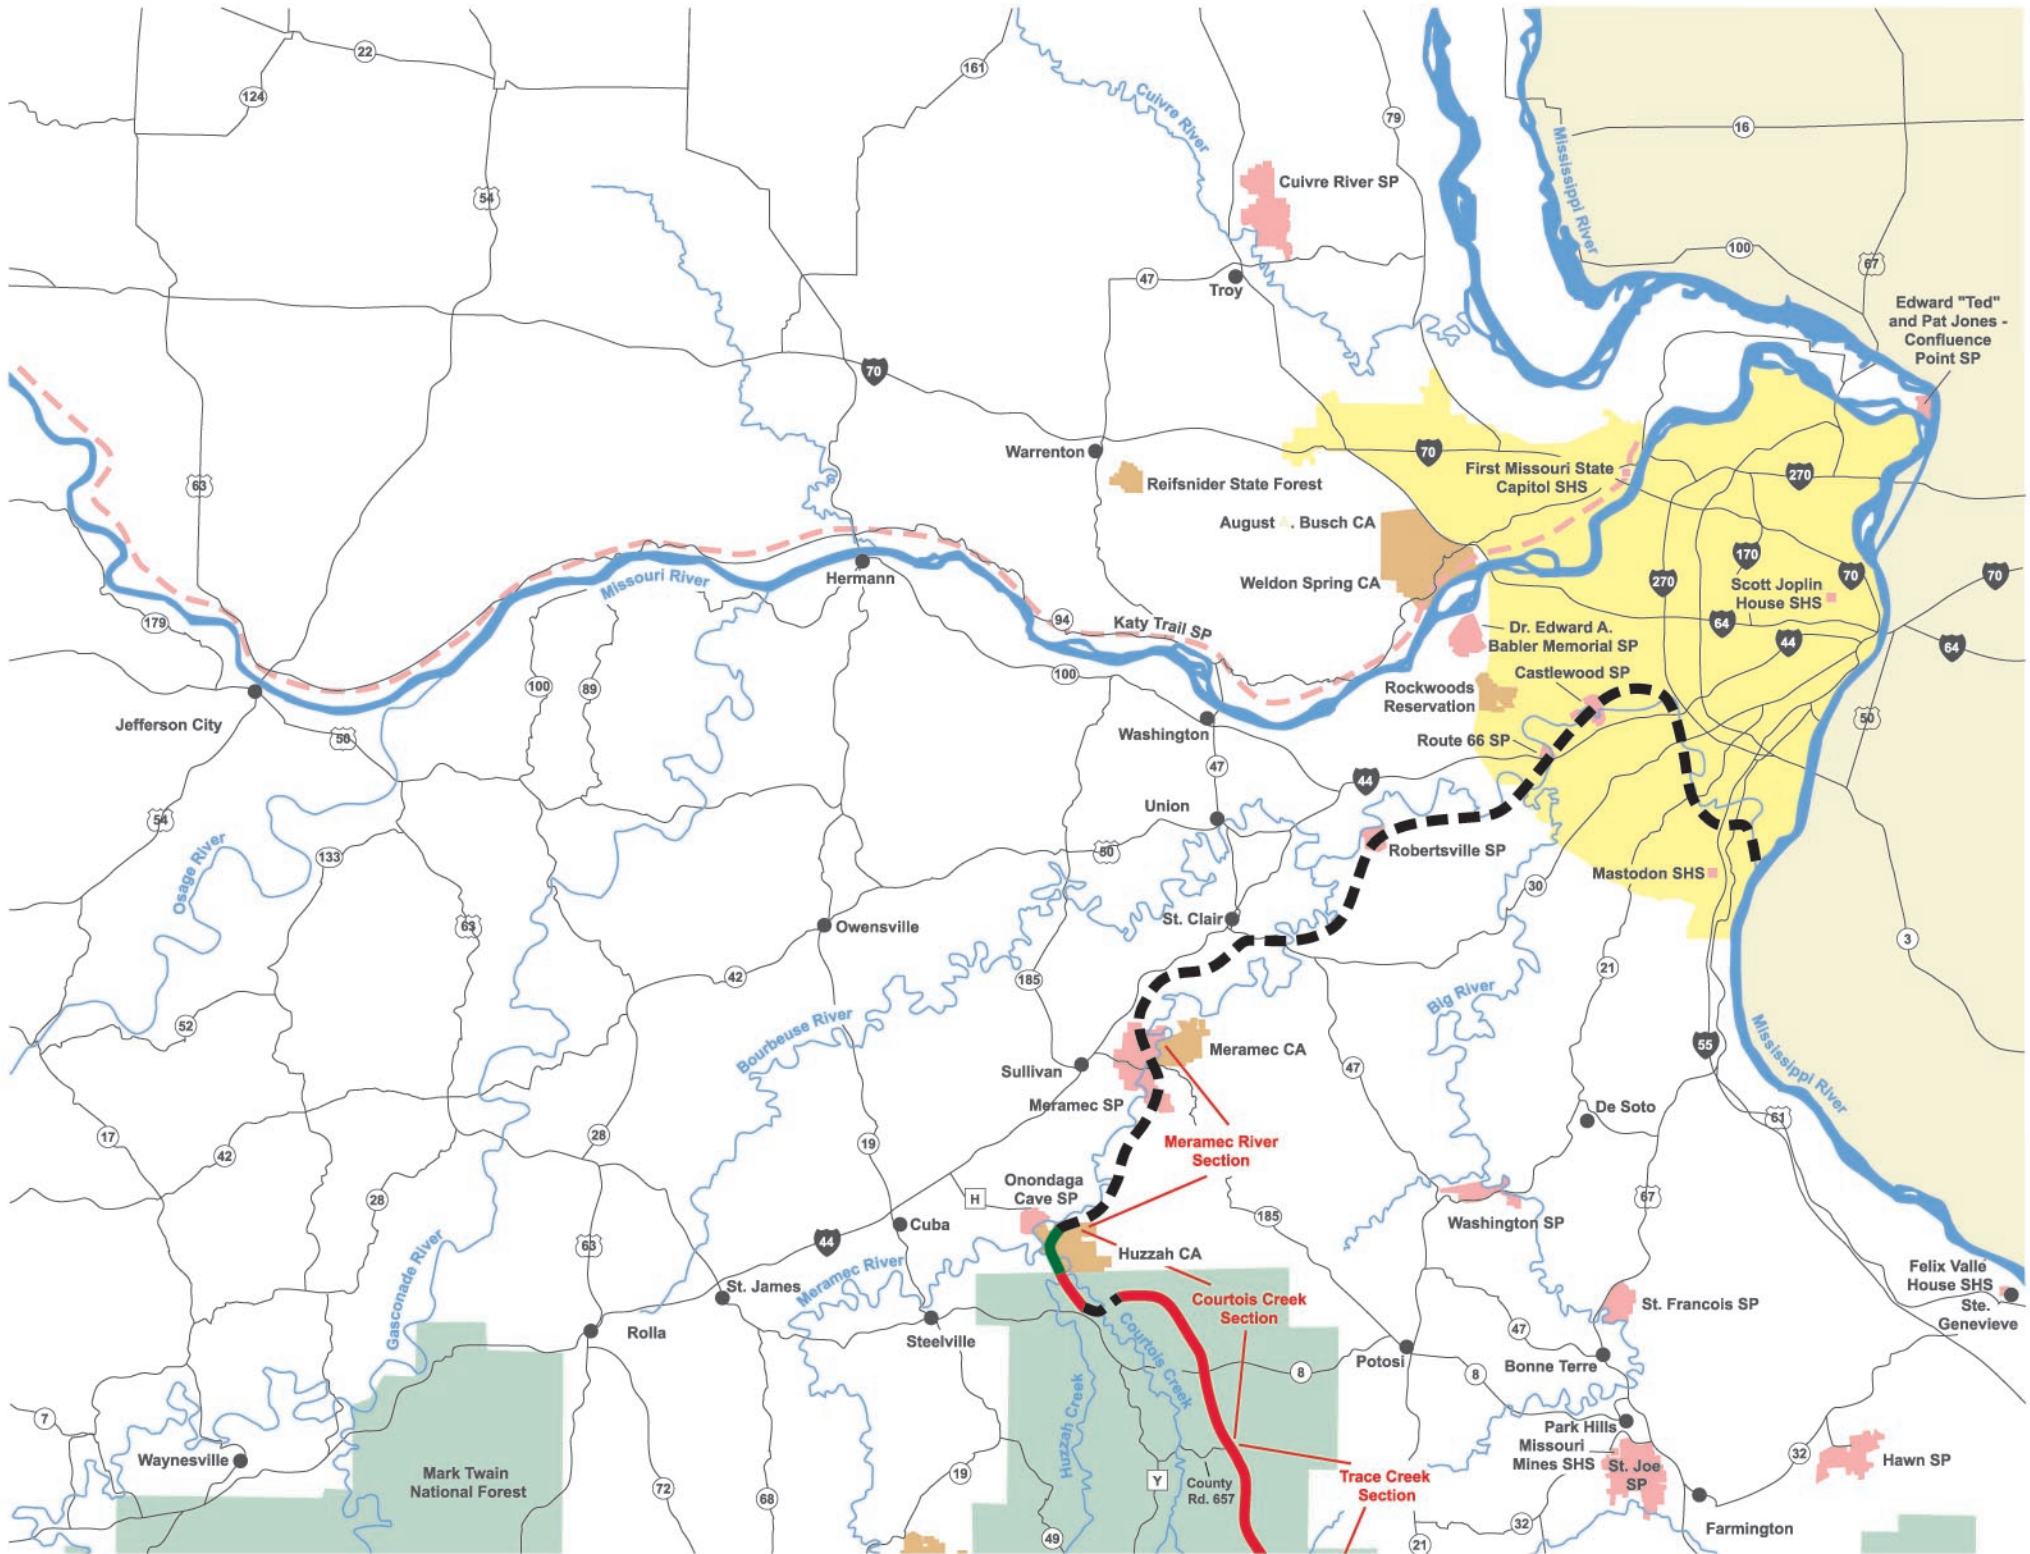 22
161
124
79
Cuivre River
16
Mississippi River
54
Cuivre River SP
100
67
47
Troy
Edward "Ted"
and Pat Jones -
Confluence
Point SP
70
Warrenton
70
First Missouri State
Capitol SHS
270
63
Reifsnider State Forest
August A. Busch CA
170
Missouri River
Hermann
Weldon Spring CA
270
Scott Joplin
House SHS
70
70
179
94
Katy Trail SP
Dr. Edward A.
Babler Memorial SP
64
44
64
100
89
100
Castlewood SP
Rockwoods
Reservation
Jefferson City
50
Washington
Route 66 SP
50
47
44
54
Union
Osage River
133
50
Robertsville SP
Mastodon SHS
30
63
Owensville
St. Clair
3
42
185
21
Big River
52
Bourbeuse River
Mississippi River
55
Meramec CA
Sullivan
47
Meramec SP
De Soto
61
17
42
28
19
Meramec River
Section
Onondaga
Cave SP
28
H
67
Cuba
185
Washington SP
Gasconade River
63
44
Huzzah CA
Meramec River
Felix Vallé
House SHS
St. James
Courtois Creek
Section
St. Francois SP
Ste.
Genevieve
Rolla
Steelville
Courtois Creek
47
Potosi
Bonne Terre
8
8
7
Huzzah Creek
Park Hills
Missouri
Mines SHS
St. Joe
SP
32
Hawn SP
Waynesville
Mark Twain
National Forest
19
Y
County
Rd. 657
Trace Creek
Section
72
68
49
32
21
Farmington